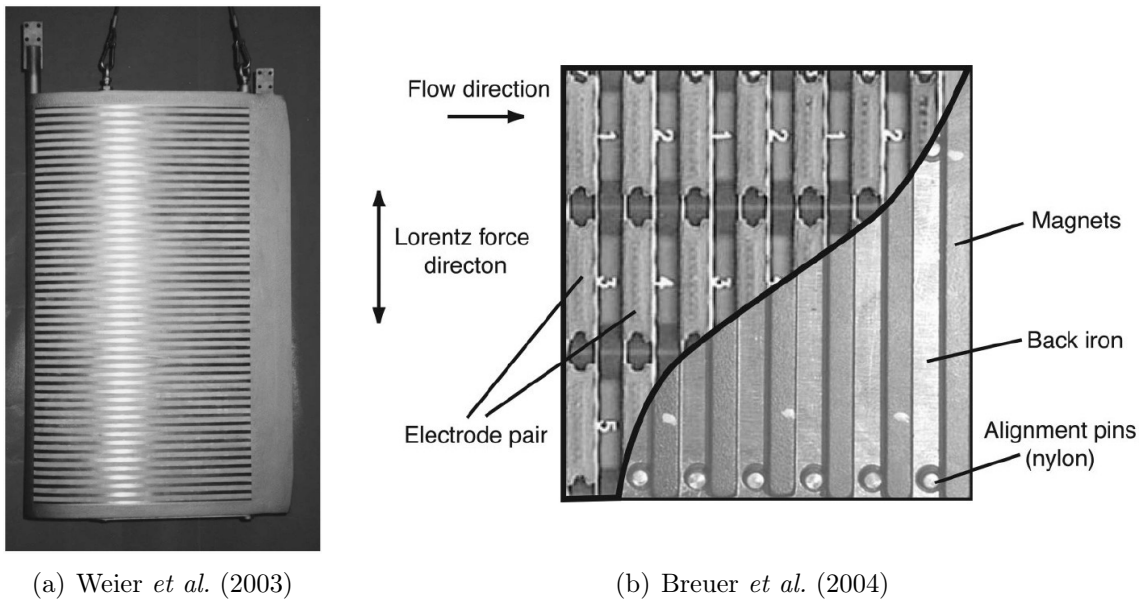 Flow direction
Lorentz force
directon
Electrode pair
1 2 1 2 1 2
3 4 3
5
Magnets
Back iron
Alignment pins
(nylon)
(a) Weier et al. (2003)
(b) Breuer et al. (2004)